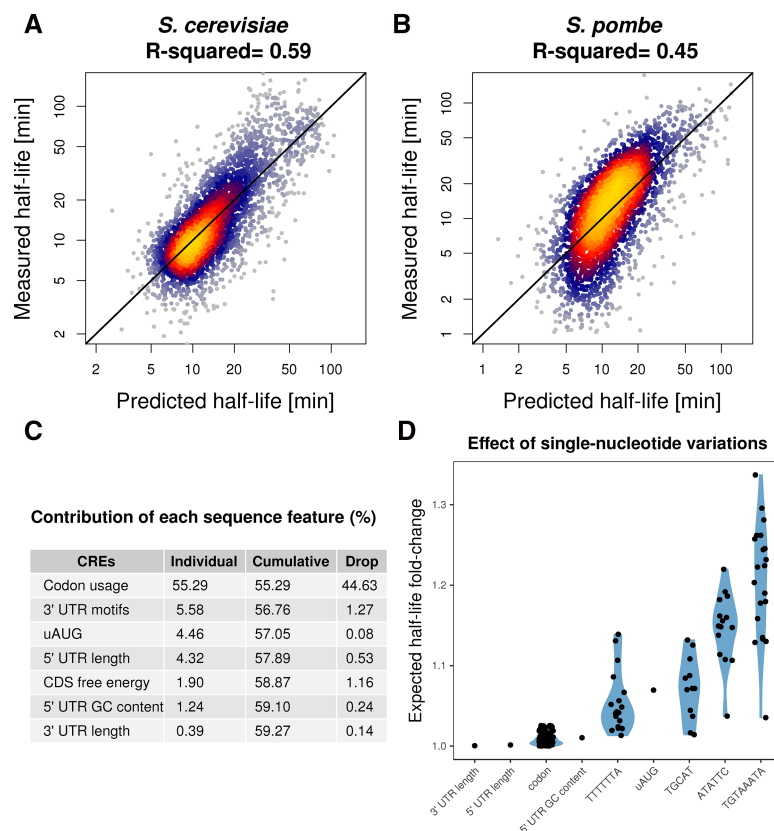 A
S. cerevisiae
R-squared= 0.59
Measured half-life [min]
100
50
20
10
5
2
2
5
10
20
50
100
Predicted half-life [min]
B
S. pombe
R-squared= 0.45
Measured half-life [min]
100
50
20
10
5
2
1
1
2
5
10
20
50
100
Predicted half-life [min]
C
Contribution of each sequence feature (%)
CREs Individual Cumulative Drop
Codon usage 55.29 55.29 44.63
3' UTR motifs 5.58 56.76 1.27
uAUG 4.46 57.05 0.08
5' UTR length 4.32 57.89 0.53
CDS free energy 1.90 58.87 1.16
5' UTR GC content 1.24 59.10 0.24
3' UTR length 0.39 59.27 0.14
D
Effect of single-nucleotide variations
Expected half-life fold-change
1.3
1.2
1.1
1.0
3' UTR length
5' UTR length
codon
5' UTR GC content
TTTTTTA
uAUG
TGCAT
ATATTC
TGTAAATA